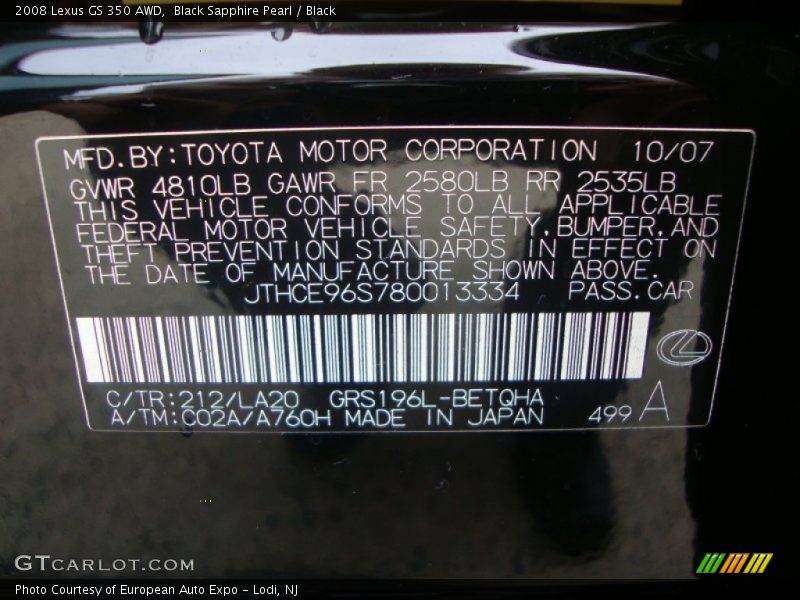 2008 Lexus GS 350 AWD,  Black Sapphire Pearl / Black
MFD.BY:TOYOTA MOTOR CORPORATION 10/07
GVWR 4810LB GAWR FR 2580LB RR 2535LB
THIS VEHICLE CONFORMS TO ALL APPLICABLE
FEDERAL MOTOR VEHICLE SAFETY,BUMPER,AND
THEFT PREVENTION STANDARDS IN EFFECT ON
THE DATE OF MANUFACTURE SHOWN ABOVE.
JTHCE96S780013334 PASS.CAR
C/TR:212/LA20 GRS196L-BETQHA
A/TM:C02A/A760H MADE IN JAPAN 499 A
GTCARLOT.COM
Photo Courtesy of European Auto Expo - Lodi, NJ